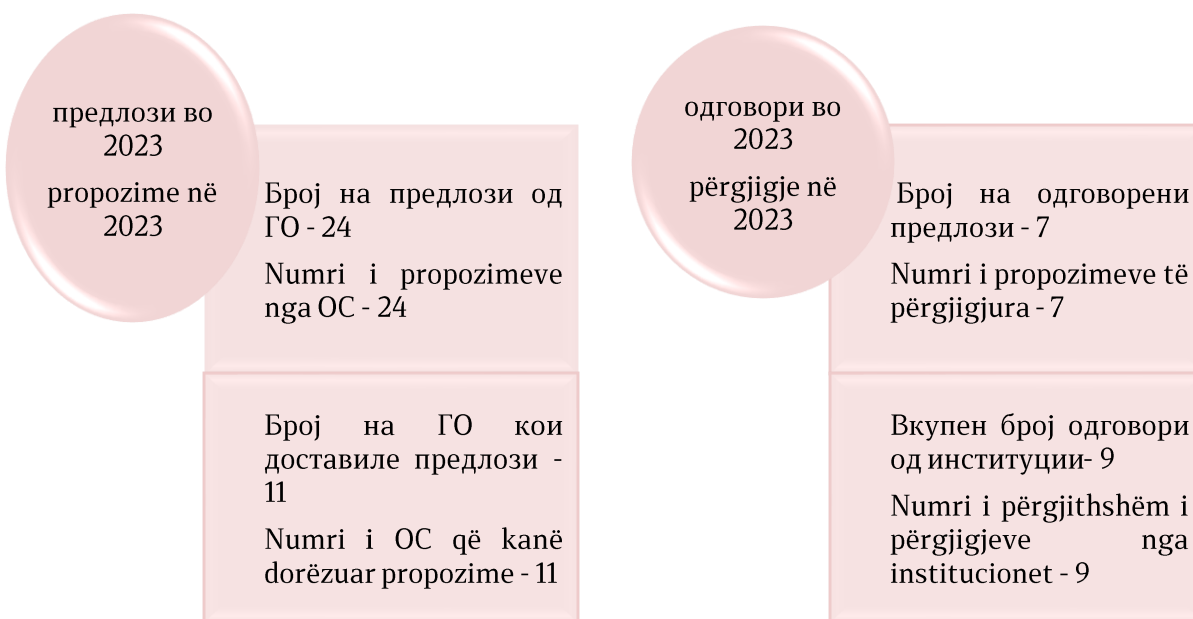 предлози во
2023
propozime në
2023
Број на предлози од
ГО - 24
Numri i propozimeve
nga OC - 24
Број на ГО кои
доставиле предлози -
11
Numri i OC që kanë
dorëzuar propozime - 11
одговори во
2023
përgjigje në
2023
Број на одговорени
предлози - 7
Numri i propozimeve të
përgjigjura - 7
Вкупен број одговори
од институции- 9
Numri i përgjithshëm i
përgjigjeve nga
institucionet - 9